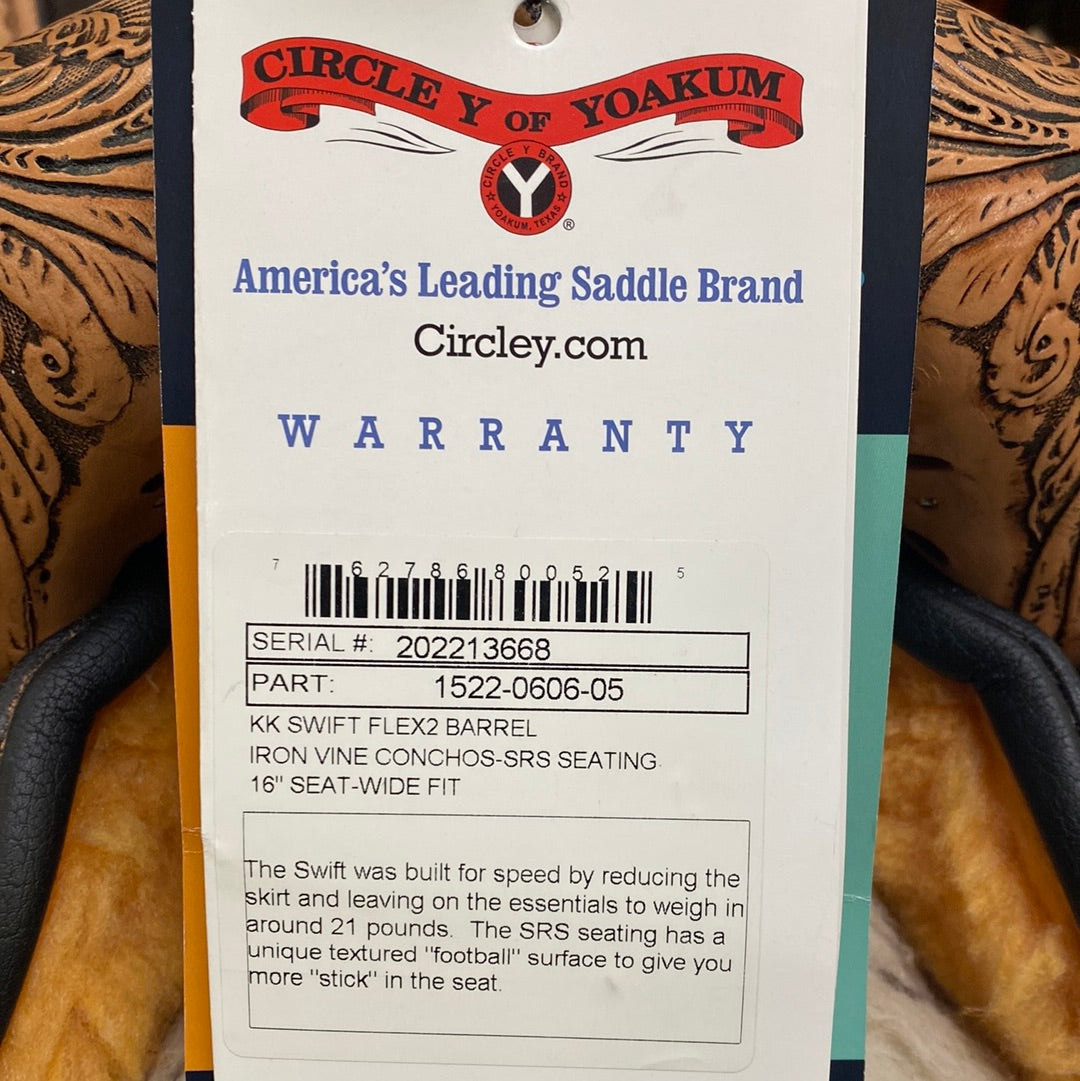 CIRCLE Y OF YOAKUM
CIRCLE Y BRAND
Y
YOAKUM, TEXAS
®
America's Leading Saddle Brand
Circley.com
WARRANTY
7 62786 80052 5
SERIAL #: 202213668
PART: 1522-0606-05
KK SWIFT FLEX2 BARREL
IRON VINE CONCHOS-SRS SEATING
16" SEAT-WIDE FIT
The Swift was built for speed by reducing the
skirt and leaving on the essentials to weigh in
around 21 pounds. The SRS seating has a
unique textured "football" surface to give you
more "stick" in the seat.